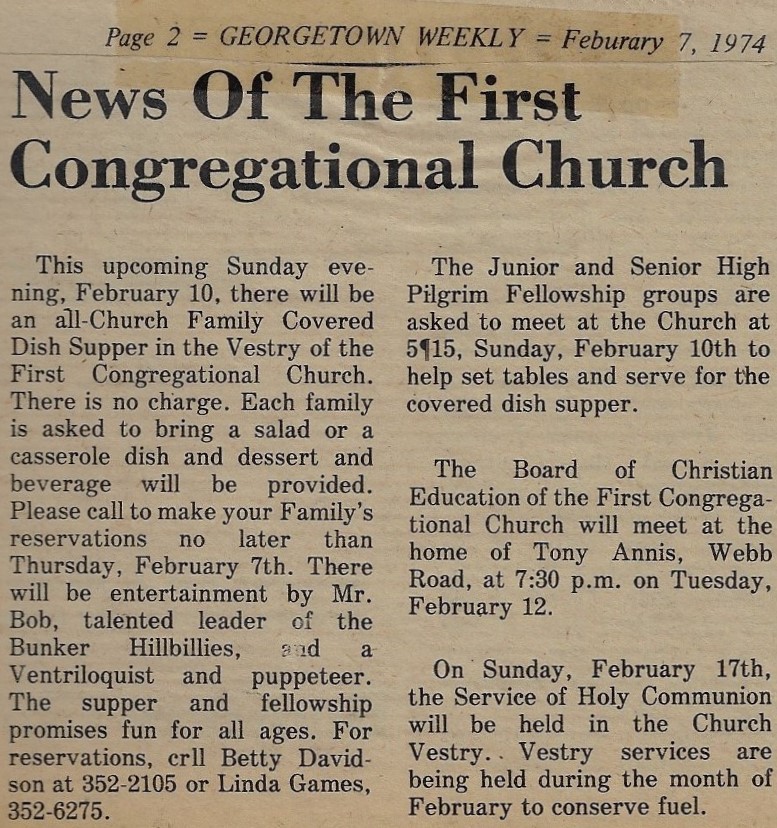 Page 2 = GEORGETOWN WEEKLY = Feburary 7, 1974
News Of The First
Congregational Church
This upcoming Sunday eve-
ning, February 10, there will be
an all-Church Family Covered
Dish Supper in the Vestry of the
First Congregational Church.
There is no charge. Each family
is asked to bring a salad or a
casserole dish and dessert and
beverage will be provided.
Please call to make your Family's
reservations no later than
Thursday, February 7th. There
will be entertainment by Mr.
Bob, talented leader of the
Bunker Hillbillies, and a
Ventriloquist and puppeteer.
The supper and fellowship
promises fun for all ages. For
reservations, crll Betty David-
son at 352-2105 or Linda Games,
352-6275.
The Junior and Senior High
Pilgrim Fellowship groups are
asked to meet at the Church at
5¶15, Sunday, February 10th to
help set tables and serve for the
covered dish supper.
The Board of Christian
Education of the First Congrega-
tional Church will meet at the
home of Tony Annis, Webb
Road, at 7:30 p.m. on Tuesday,
February 12.
On Sunday, February 17th,
the Service of Holy Communion
will be held in the Church
Vestry. . Vestry services are
being held during the month of
February to conserve fuel.